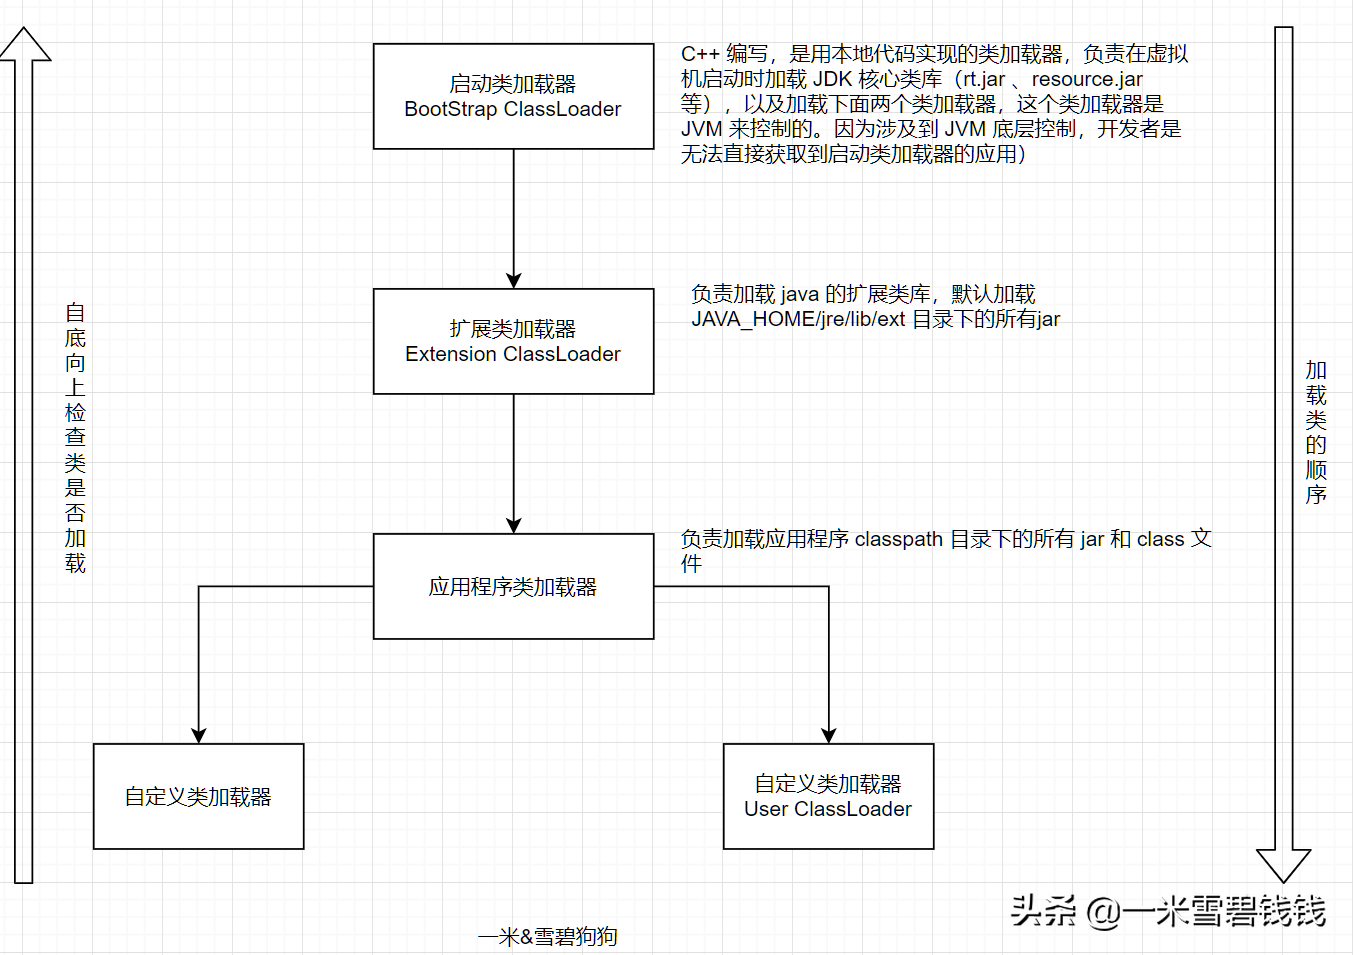 启动类加载器
BootStrap ClassLoader
C++ 编写，是用本地代码实现的类加载器，负责在虚拟
机启动时加载 JDK 核心类库（rt.jar 、resource.jar
等），以及加载下面两个类加载器，这个类加载器是
JVM 来控制的。因为涉及到 JVM 底层控制，开发者是
无法直接获取到启动类加载器的应用）
扩展类加载器
Extension ClassLoader
负责加载 java 的扩展类库，默认加载
JAVA_HOME/jre/lib/ext 目录下的所有jar
自底向上检查类是否加载
加载类的顺序
应用程序类加载器
负责加载应用程序 classpath 目录下的所有 jar 和 class 文
件
自定义类加载器
自定义类加载器
User ClassLoader
一米&雪碧狗狗
头条 @一米雪碧钱钱